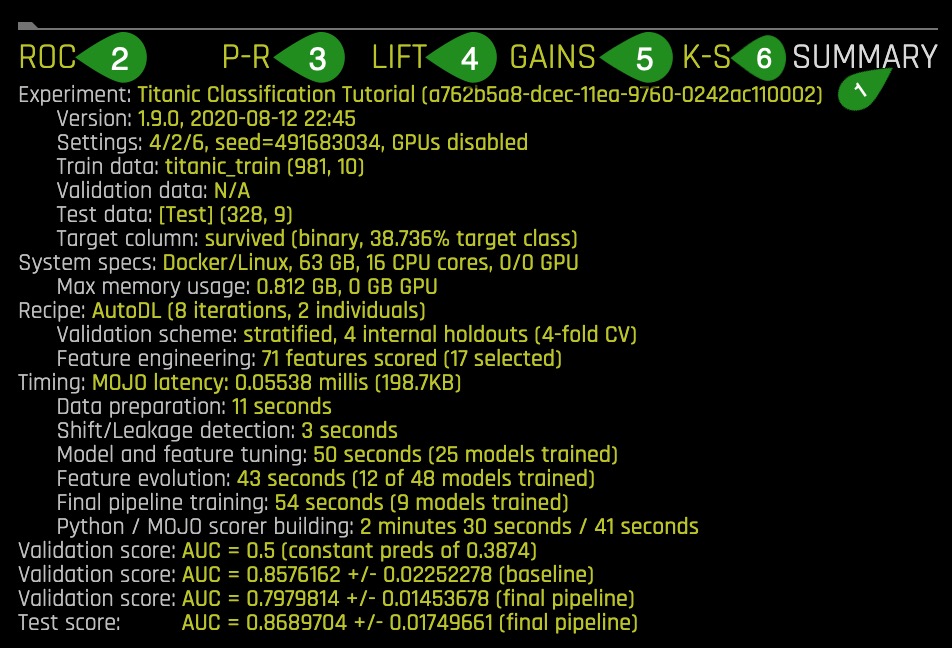 ROC 2 P-R 3 LIFT 4 GAINS 5 K-S 6 SUMMARY
1
Experiment: Titanic Classification Tutorial (a762b5a8-dcec-11ea-9760-0242ac110002)
Version: 1.9.0, 2020-08-12 22:45
Settings: 4/2/6, seed=491683034, GPUs disabled
Train data: titanic_train (981, 10)
Validation data: N/A
Test data: [Test] (328, 9)
Target column: survived (binary, 38.736% target class)
System specs: Docker/Linux, 63 GB, 16 CPU cores, 0/0 GPU
Max memory usage: 0.812 GB, 0 GB GPU
Recipe: AutoDL (8 iterations, 2 individuals)
Validation scheme: stratified, 4 internal holdouts (4-fold CV)
Feature engineering: 71 features scored (17 selected)
Timing: MOJO latency: 0.05538 millis (198.7KB)
Data preparation: 11 seconds
Shift/Leakage detection: 3 seconds
Model and feature tuning: 50 seconds (25 models trained)
Feature evolution: 43 seconds (12 of 48 models trained)
Final pipeline training: 54 seconds (9 models trained)
Python / MOJO scorer building: 2 minutes 30 seconds / 41 seconds
Validation score: AUC = 0.5 (constant preds of 0.3874)
Validation score: AUC = 0.8576162 +/- 0.02252278 (baseline)
Validation score: AUC = 0.7979814 +/- 0.01453678 (final pipeline)
Test score: AUC = 0.8689704 +/- 0.01749661 (final pipeline)